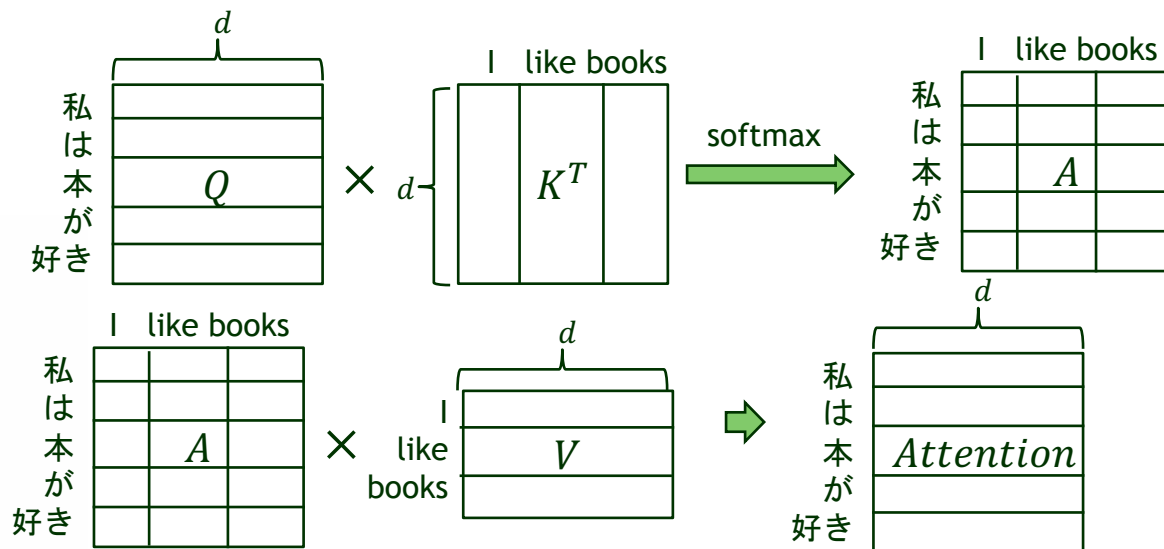 d
I like books
私
は
本
が
好き
Q
×
d
K^T
softmax
I like books
私
は
本
が
好き
A
I like books
私
は
本
が
好き
A
×
d
I
like
books
V
d
私
は
本
が
好き
Attention